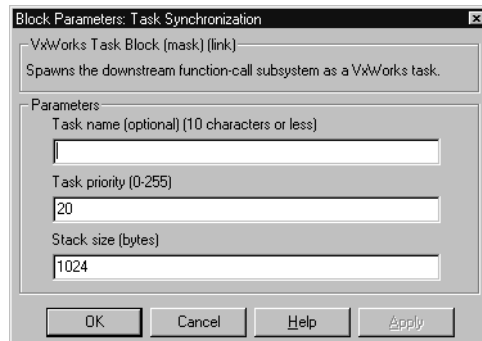 Block Parameters: Task Synchronization
VxWorks Task Block (mask) (link)
Spawns the downstream function-call subsystem as a VxWorks task.
Parameters
Task name (optional) (10 characters or less)
Task priority (0-255)
20
Stack size (bytes)
1024
OK Cancel Help Apply